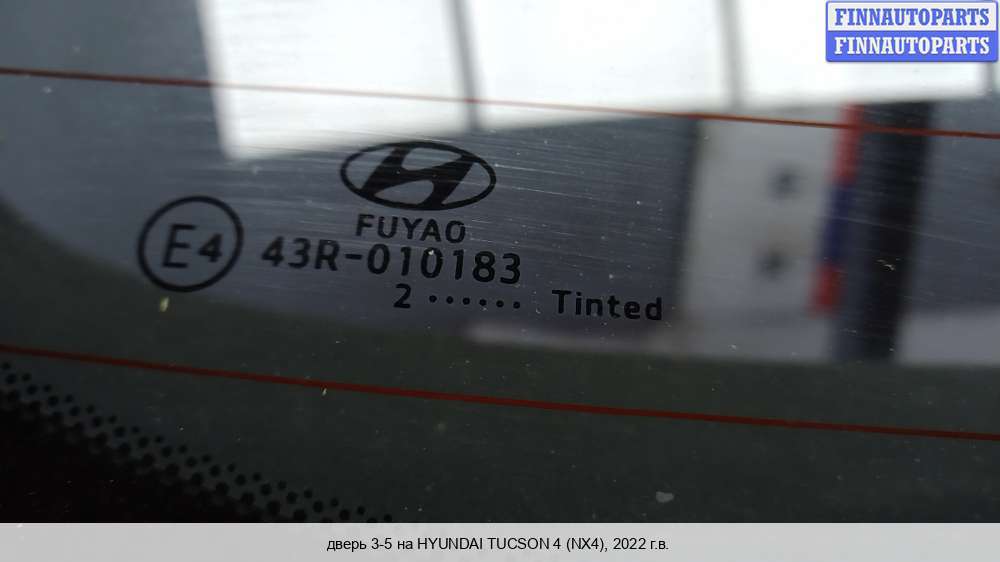 FINNAUTOPARTS
FINNAUTOPARTS
FUYAO
E4 43R-010183
2 ...... Tinted
дверь 3-5 на HYUNDAI TUCSON 4 (NX4), 2022 г.в.